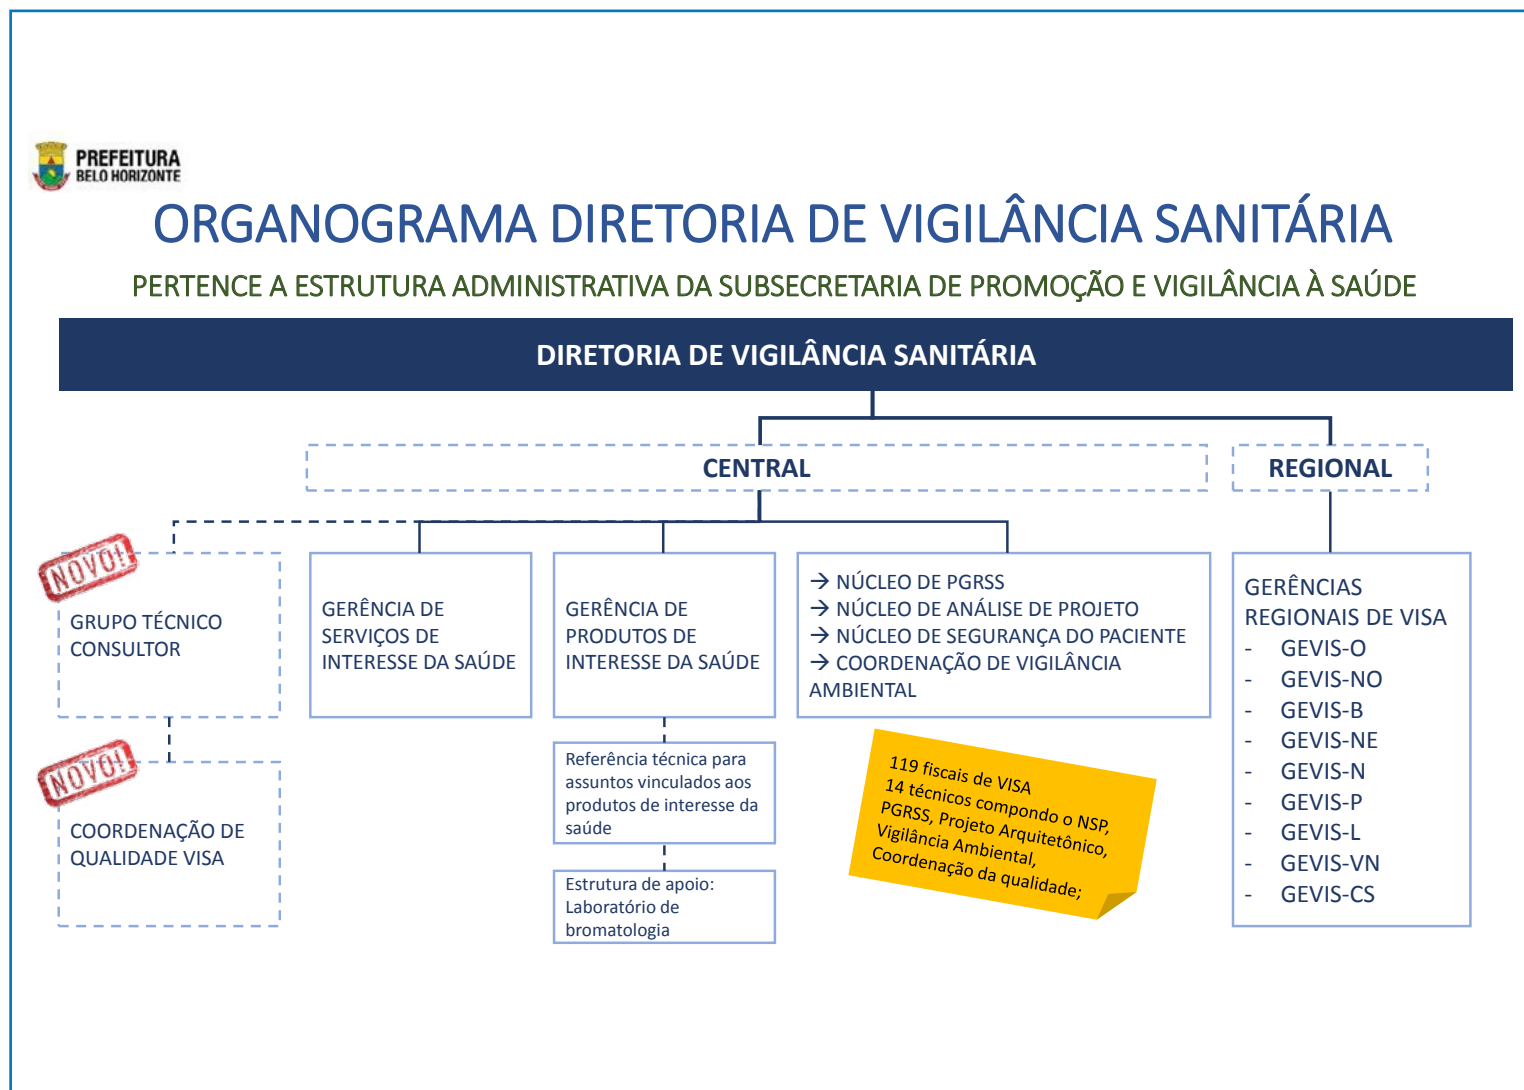 PREFEITURA
BELO HORIZONTE
ORGANOGRAMA DIRETORIA DE VIGILÂNCIA SANITÁRIA
PERTENCE A ESTRUTURA ADMINISTRATIVA DA SUBSECRETARIA DE PROMOÇÃO E VIGILÂNCIA À SAÚDE
DIRETORIA DE VIGILÂNCIA SANITÁRIA
CENTRAL
REGIONAL
NOVO!
GRUPO TÉCNICO
CONSULTOR
NOVO!
COORDENAÇÃO DE
QUALIDADE VISA
GERÊNCIA DE
SERVIÇOS DE
INTERESSE DA SAÚDE
GERÊNCIA DE
PRODUTOS DE
INTERESSE DA SAÚDE
Referência técnica para
assuntos vinculados aos
produtos de interesse da
saúde
Estrutura de apoio:
Laboratório de
bromatologia
→ NÚCLEO DE PGRSS
→ NÚCLEO DE ANÁLISE DE PROJETO
→ NÚCLEO DE SEGURANÇA DO PACIENTE
→ COORDENAÇÃO DE VIGILÂNCIA
AMBIENTAL
119 fiscais de VISA
14 técnicos compondo o NSP,
PGRSS, Projeto Arquitetônico,
Vigilância Ambiental,
Coordenação da qualidade;
GERÊNCIAS
REGIONAIS DE VISA
- GEVIS-O
- GEVIS-NO
- GEVIS-B
- GEVIS-NE
- GEVIS-N
- GEVIS-P
- GEVIS-L
- GEVIS-VN
- GEVIS-CS